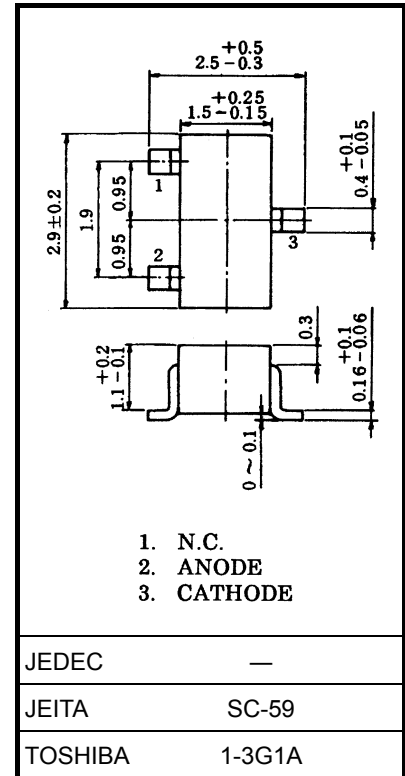 +0.5
2.5 −0.3
+0.25
1.5 −0.15
2.9±0.2
1.9
0.95
0.95
1
2
3
+0.1
0.4 −0.05
+0.2
1.1 −0.1
0.3
+0.1
0.16 −0.06
0 ~ 0.1
1. N.C.
2. ANODE
3. CATHODE
JEDEC —
JEITA SC-59
TOSHIBA 1-3G1A